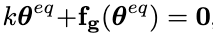 k𝜽^{eq}+𝐟_𝐠(𝜽^{eq}) = 𝟎,